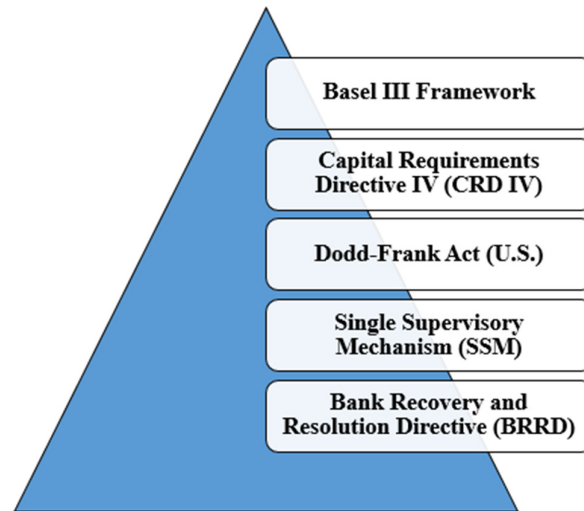 Basel III Framework
Capital Requirements
Directive IV (CRD IV)
Dodd-Frank Act (U.S.)
Single Supervisory
Mechanism (SSM)
Bank Recovery and
Resolution Directive (BRRD)